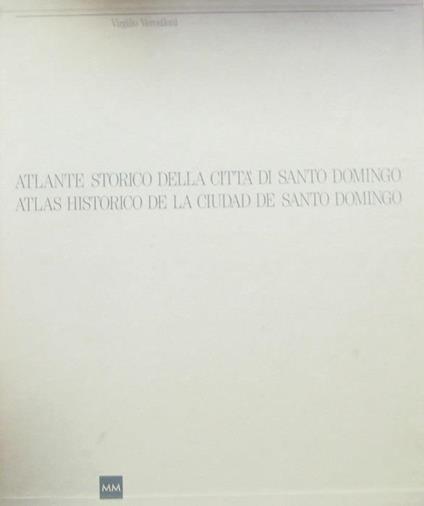 Virgilio Vercelloni
ATLANTE STORICO DELLA CITTA' DI SANTO DOMINGO
ATLAS HISTORICO DE LA CIUDAD DE SANTO DOMINGO
MM